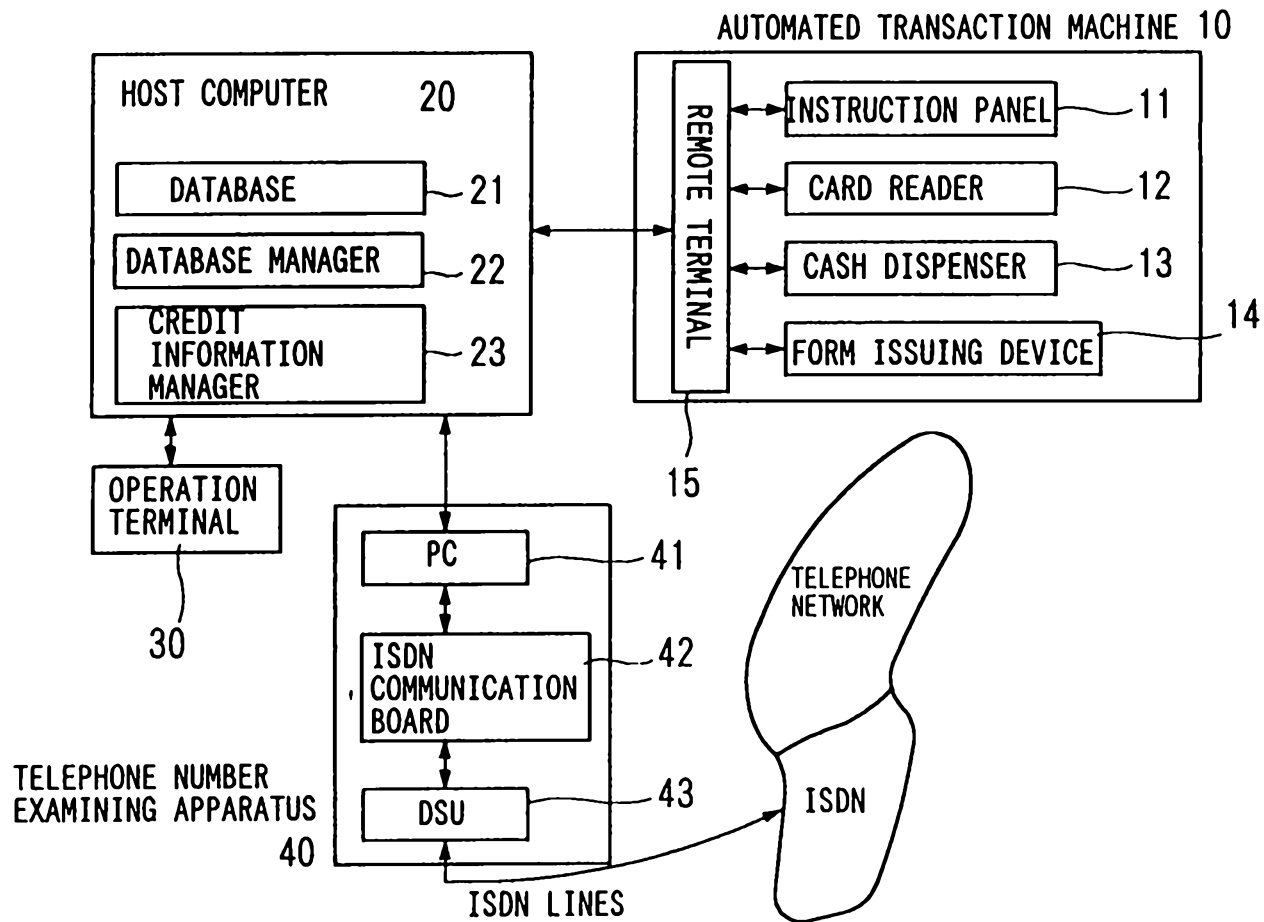 AUTOMATED TRANSACTION MACHINE 10
HOST COMPUTER 20
DATABASE 21
DATABASE MANAGER 22
CREDIT
INFORMATION
MANAGER
23
REMOTE TERMINAL
15
INSTRUCTION PANEL 11
CARD READER 12
CASH DISPENSER 13
FORM ISSUING DEVICE 14
OPERATION
TERMINAL
30
PC 41
ISDN
COMMUNICATION
BOARD
42
DSU 43
TELEPHONE NUMBER
EXAMINING APPARATUS
40
ISDN LINES
TELEPHONE
NETWORK
ISDN